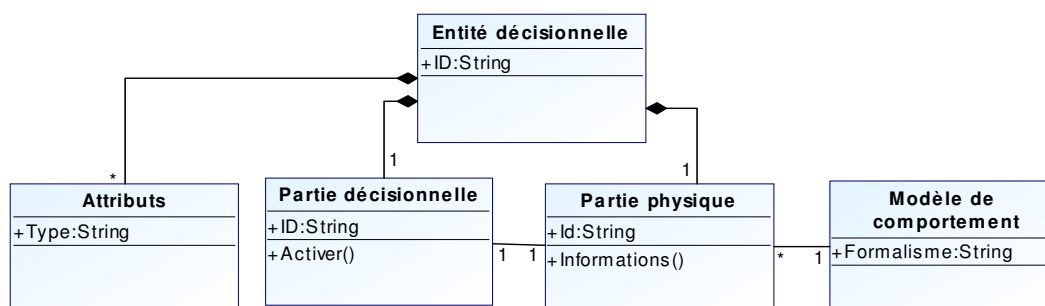 Entité décisionnelle
+ID:String
*
1
1
Attributs
+Type:String
Partie décisionnelle
+ID:String
+Activer()
1
1
Partie physique
+Id:String
+Informations()
*
1
Modèle de
comportement
+Formalisme:String